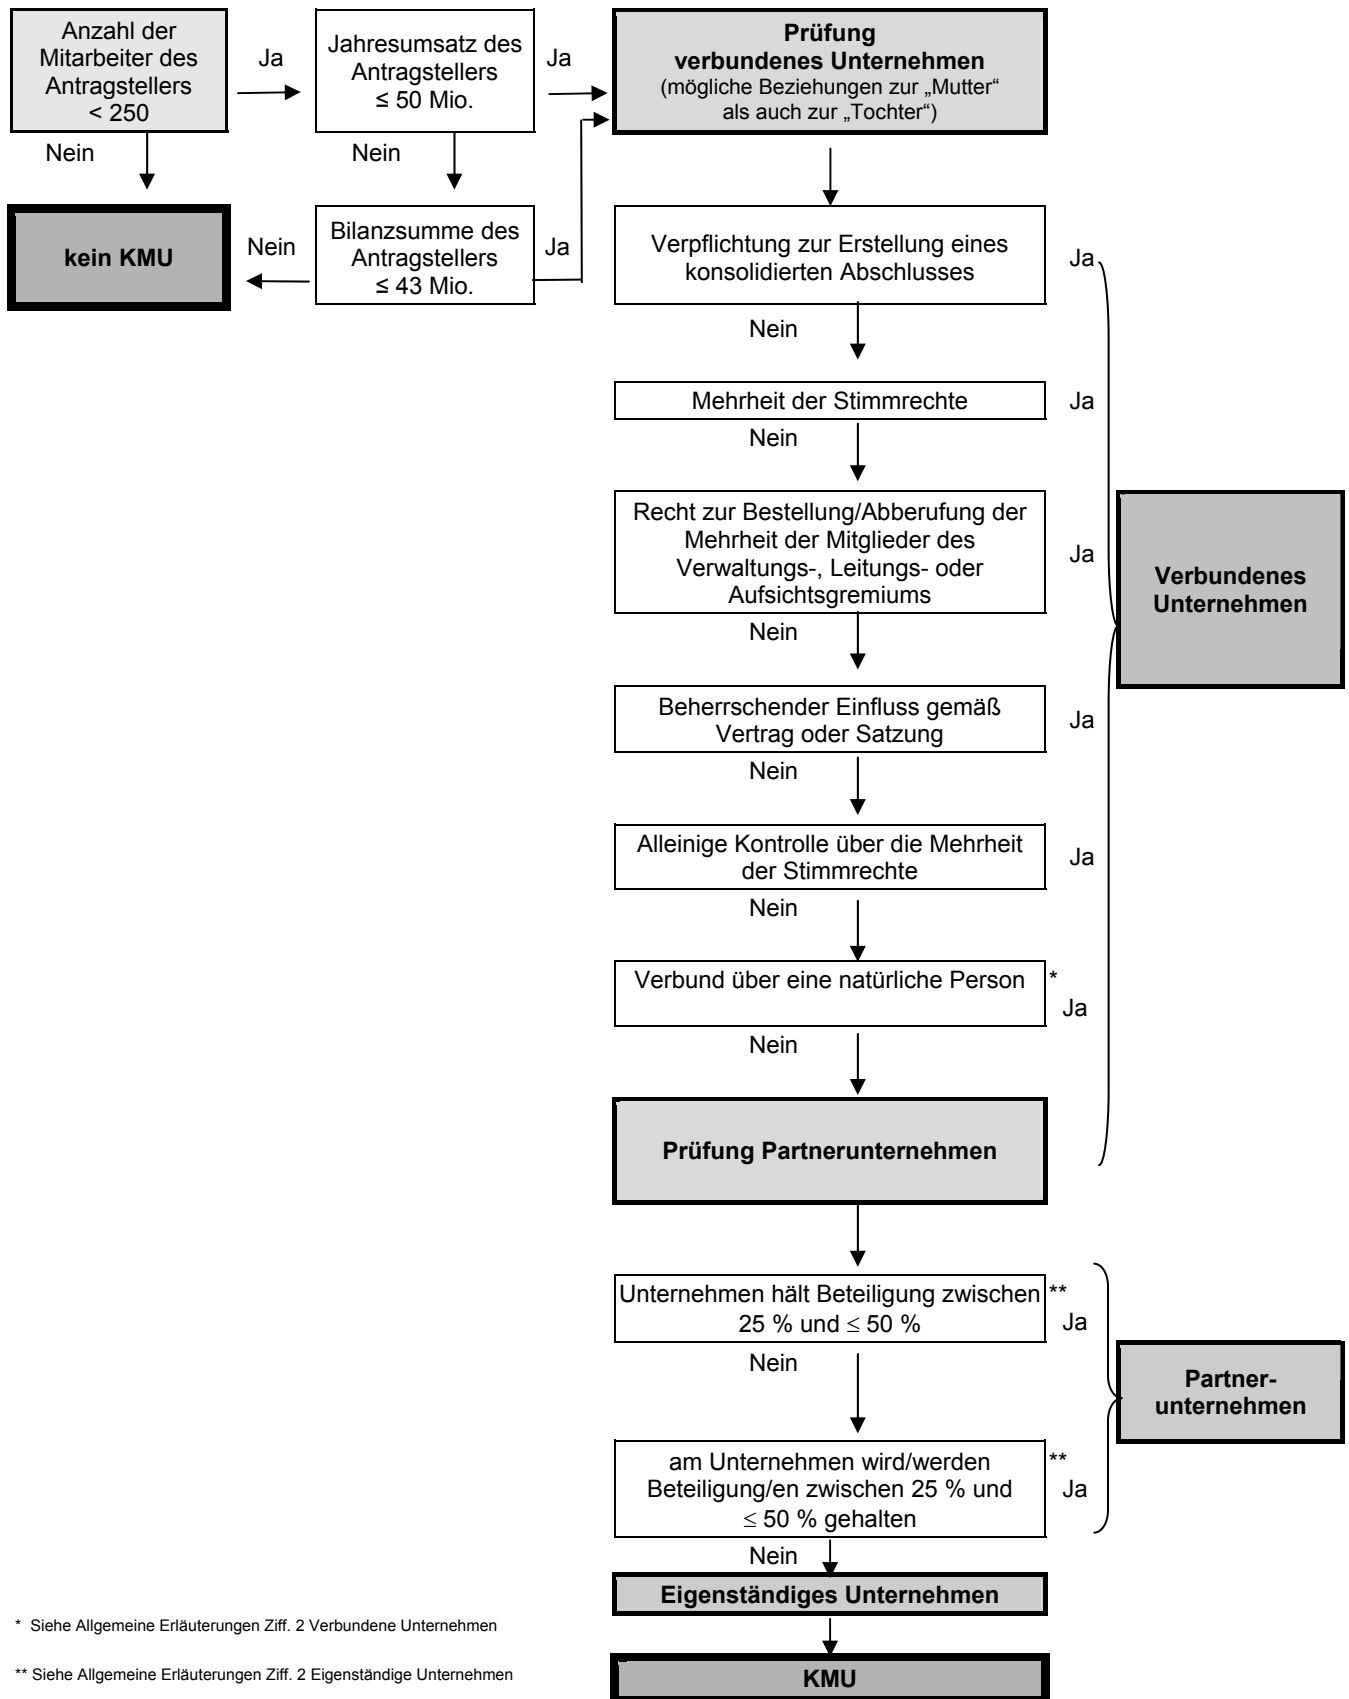 Anzahl der
Mitarbeiter des
Antragstellers
< 250
Ja
Jahresumsatz des
Antragstellers
≤ 50 Mio.
Ja
Prüfung
verbundenes Unternehmen
(mögliche Beziehungen zur „Mutter“
als auch zur „Tochter“)
Nein
Nein
kein KMU
Nein
Bilanzsumme des
Antragstellers
≤ 43 Mio.
Ja
Verpflichtung zur Erstellung eines
konsolidierten Abschlusses
Ja
Nein
Mehrheit der Stimmrechte
Ja
Nein
Recht zur Bestellung/Abberufung der
Mehrheit der Mitglieder des
Verwaltungs-, Leitungs- oder
Aufsichtsgremiums
Ja
Verbundenes
Unternehmen
Nein
Beherrschender Einfluss gemäß
Vertrag oder Satzung
Ja
Nein
Alleinige Kontrolle über die Mehrheit
der Stimmrechte
Ja
Nein
Verbund über eine natürliche Person
*
Ja
Nein
Prüfung Partnerunternehmen
Unternehmen hält Beteiligung zwischen
25 % und ≤ 50 %
**
Ja
Nein
Partner-
unternehmen
am Unternehmen wird/werden
Beteiligung/en zwischen 25 % und
≤ 50 % gehalten
**
Ja
Nein
Eigenständiges Unternehmen
* Siehe Allgemeine Erläuterungen Ziff. 2 Verbundene Unternehmen
** Siehe Allgemeine Erläuterungen Ziff. 2 Eigenständige Unternehmen
KMU